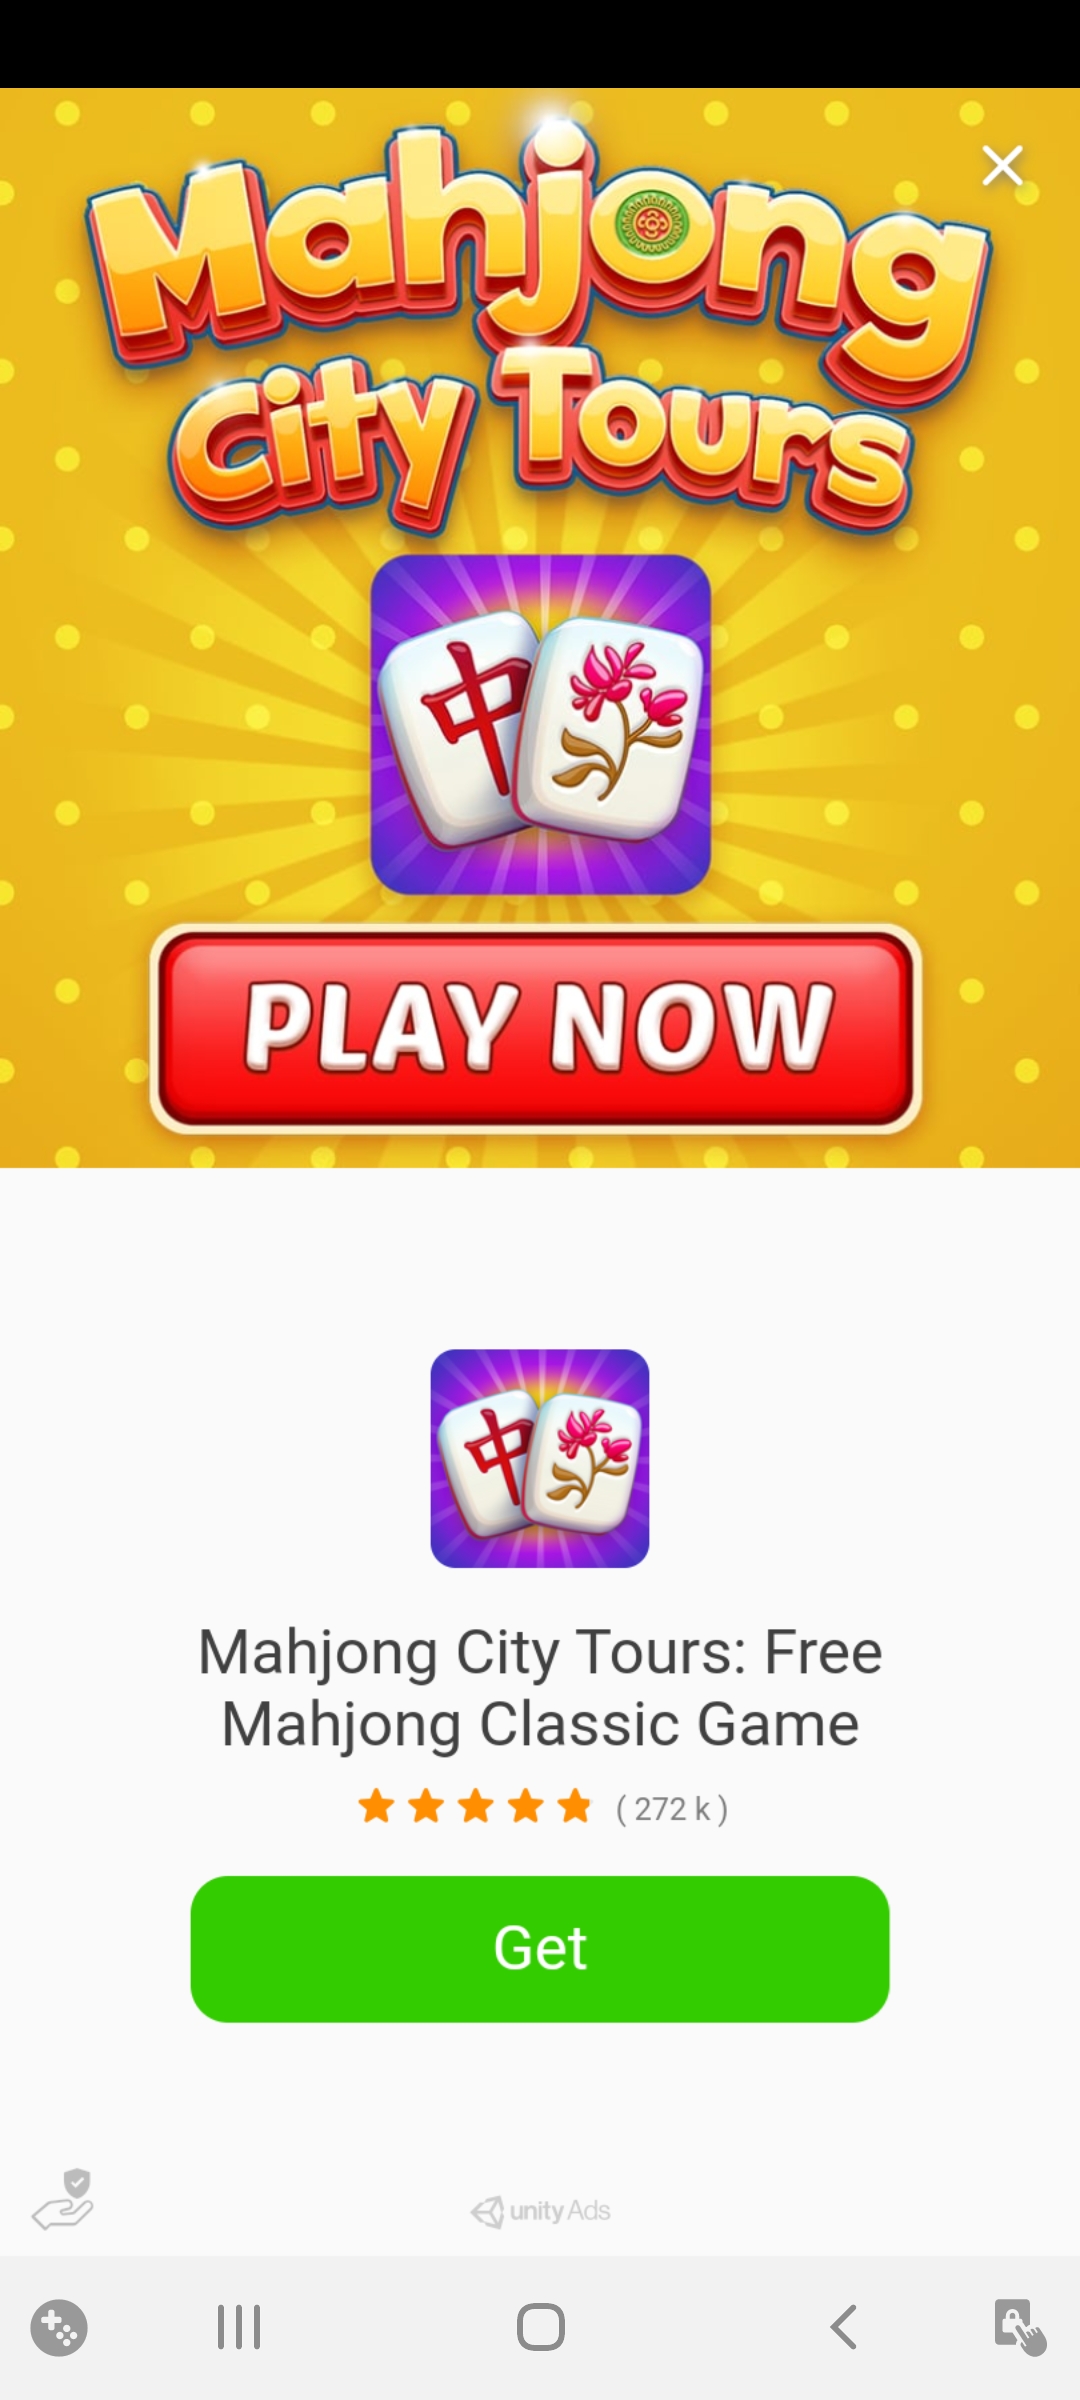 Mahjong
City Tours
中
PLAY NOW
中
Mahjong City Tours: Free
Mahjong Classic Game
( 272 k )
Get
unity Ads